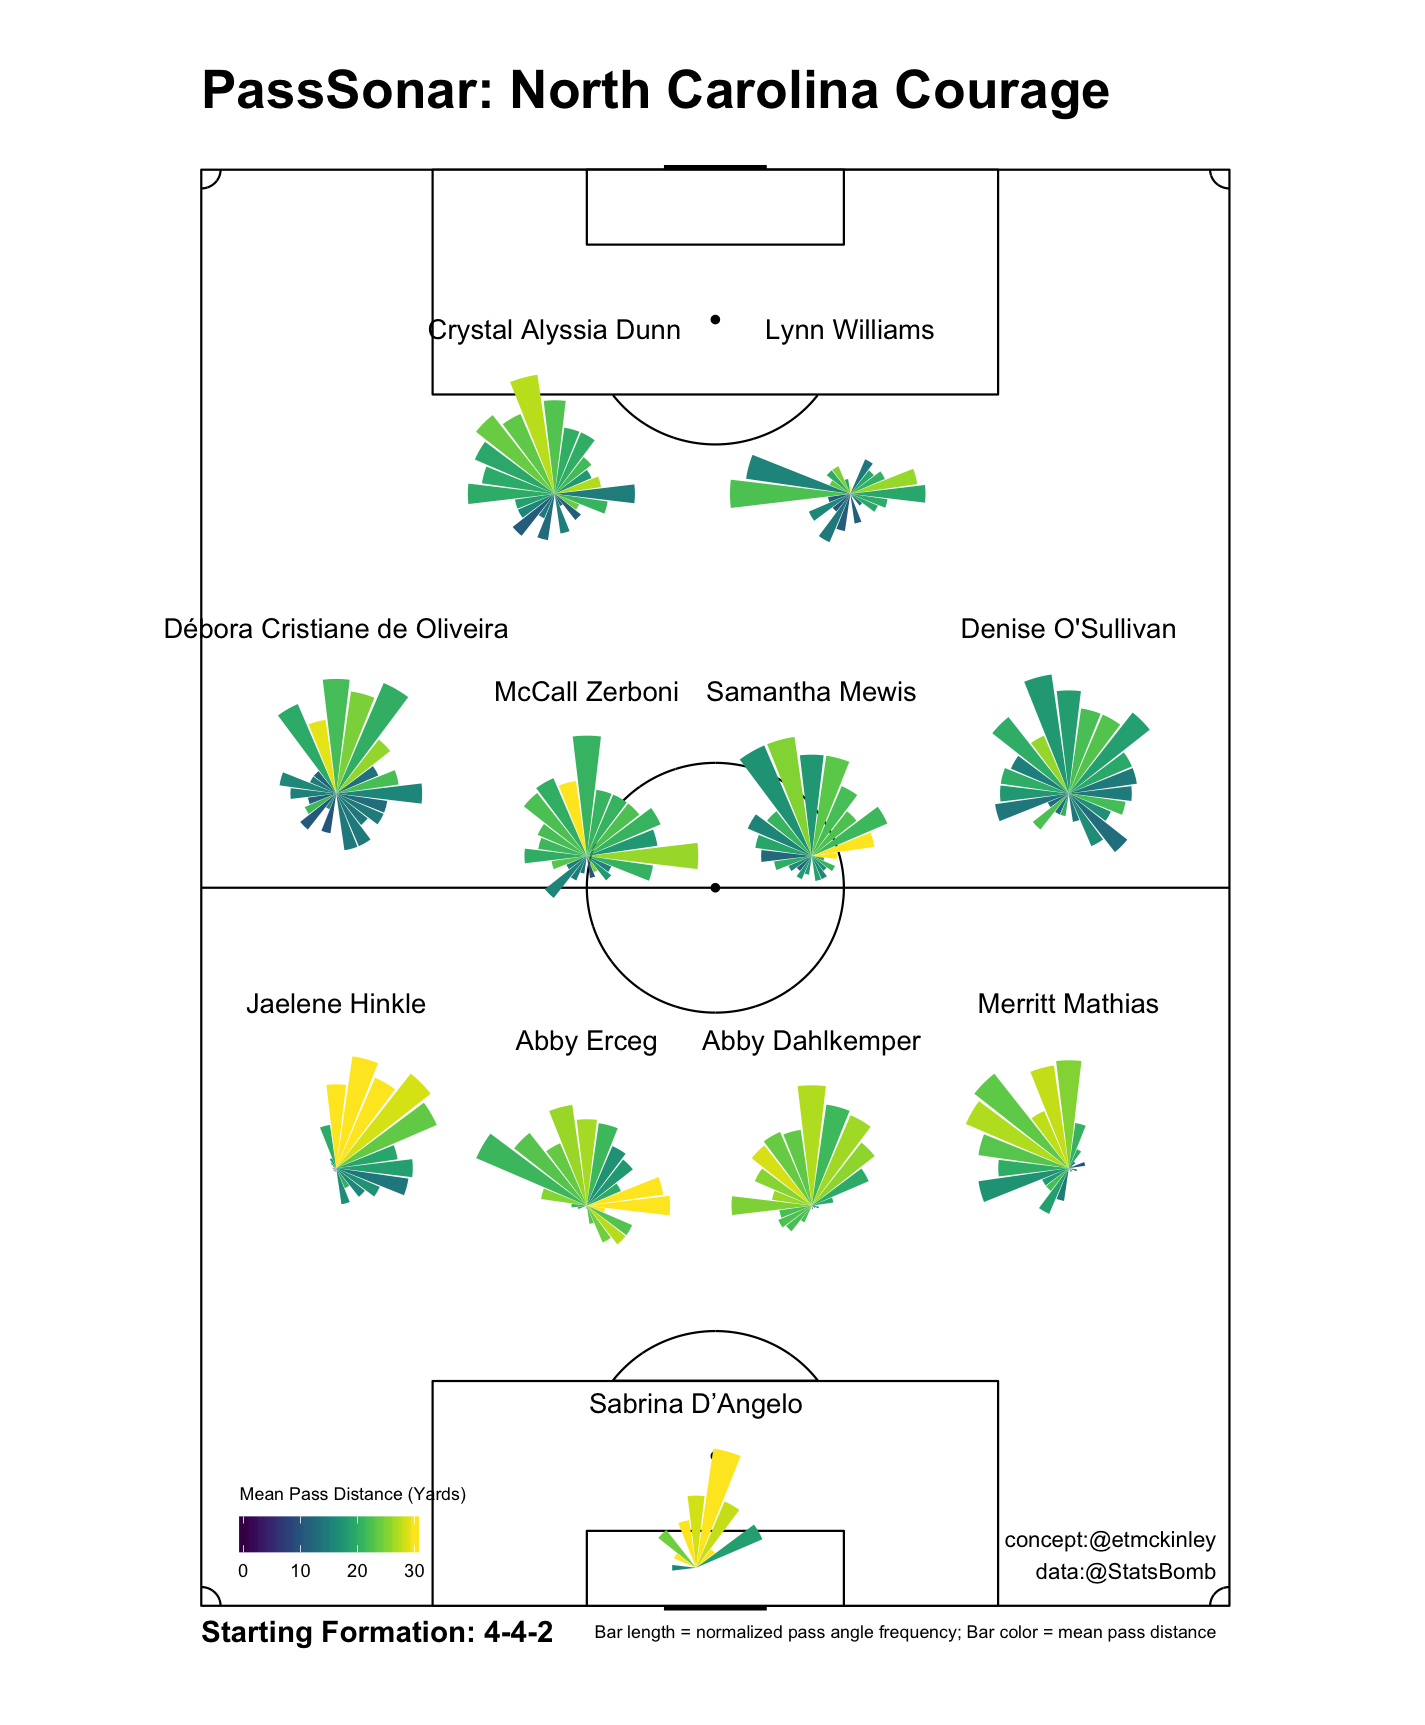 PassSonar: North Carolina Courage
Crystal Alyssia Dunn
Lynn Williams
Débora Cristiane de Oliveira
Denise O'Sullivan
McCall Zerboni
Samantha Mewis
Jaelene Hinkle
Merritt Mathias
Abby Erceg
Abby Dahlkemper
Sabrina D’Angelo
Mean Pass Distance (Yards)
0 10 20 30
concept:@etmckinley
data:@StatsBomb
Starting Formation: 4-4-2
Bar length = normalized pass angle frequency; Bar color = mean pass distance